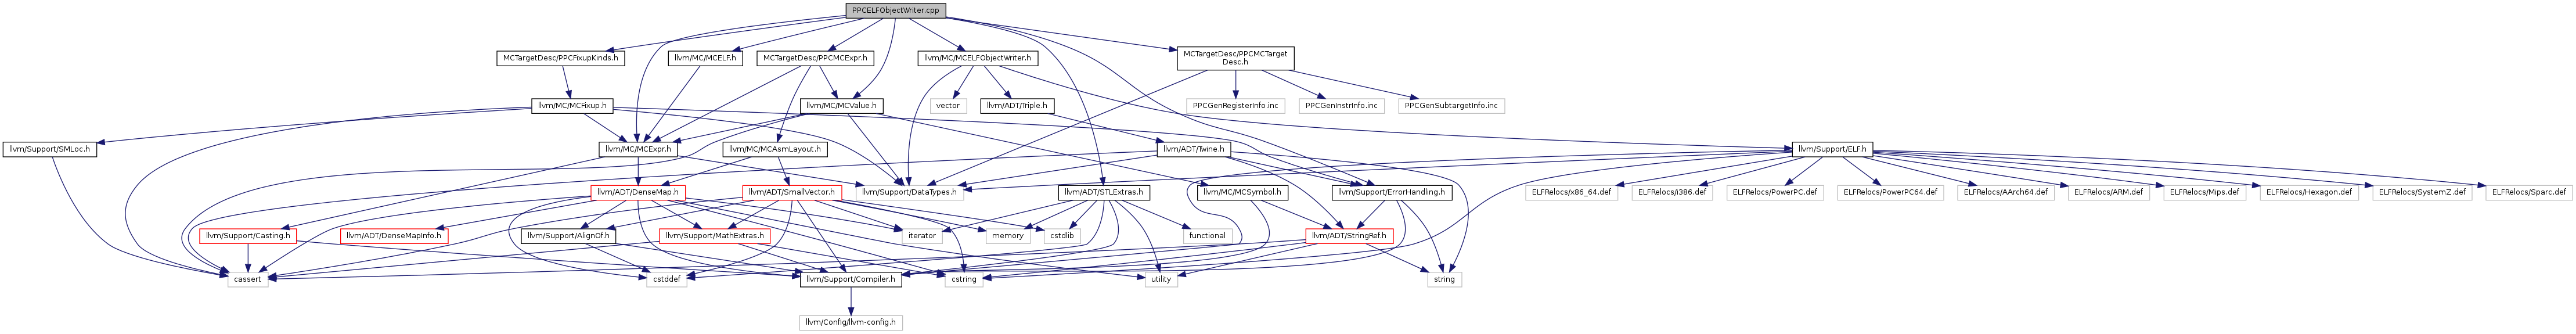 PPCELFObjectWriter.cpp
MCTargetDesc/PPCFixupKinds.h
llvm/MC/MCELF.h
MCTargetDesc/PPCMCExpr.h
llvm/MC/MCELFObjectWriter.h
MCTargetDesc/PPCMCTarget
Desc.h
llvm/MC/MCFixup.h
llvm/MC/MCValue.h
vector
llvm/ADT/Triple.h
PPCGenRegisterInfo.inc
PPCGenInstrInfo.inc
PPCGenSubtargetInfo.inc
llvm/Support/SMLoc.h
llvm/MC/MCExpr.h
llvm/MC/MCAsmLayout.h
llvm/ADT/Twine.h
llvm/Support/ELF.h
llvm/ADT/DenseMap.h
llvm/ADT/SmallVector.h
llvm/Support/DataTypes.h
llvm/ADT/STLExtras.h
llvm/MC/MCSymbol.h
llvm/Support/ErrorHandling.h
ELFRelocs/x86_64.def
ELFRelocs/i386.def
ELFRelocs/PowerPC.def
ELFRelocs/PowerPC64.def
ELFRelocs/AArch64.def
ELFRelocs/ARM.def
ELFRelocs/Mips.def
ELFRelocs/Hexagon.def
ELFRelocs/SystemZ.def
ELFRelocs/Sparc.def
llvm/Support/Casting.h
llvm/ADT/DenseMapInfo.h
llvm/Support/AlignOf.h
llvm/Support/MathExtras.h
iterator
memory
cstdlib
functional
llvm/ADT/StringRef.h
cassert
cstddef
llvm/Support/Compiler.h
cstring
utility
string
llvm/Config/llvm-config.h